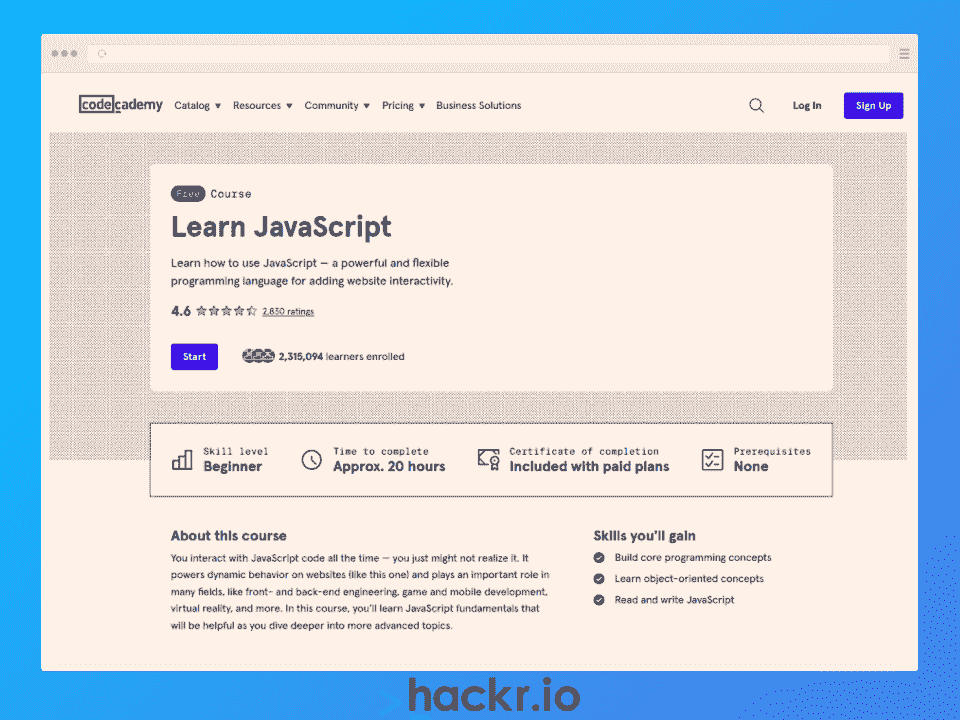 codecademy Catalog Resources Community Pricing Business Solutions Log In Sign Up
Free Course
Learn JavaScript
Learn how to use JavaScript — a powerful and flexible
programming language for adding website interactivity.
4.6 2,830 ratings
Start 2,315,094 learners enrolled
Skill level
Beginner
Time to complete
Approx. 20 hours
Certificate of completion
Included with paid plans
Prerequisites
None
About this course
You interact with JavaScript code all the time — you just might not realize it. It
powers dynamic behavior on websites (like this one) and plays an important role in
many fields, like front- and back-end engineering, game and mobile development,
virtual reality, and more. In this course, you'll learn JavaScript fundamentals that
will be helpful as you dive deeper into more advanced topics.
Skills you'll gain
Build core programming concepts
Learn object-oriented concepts
Read and write JavaScript
hackr.io